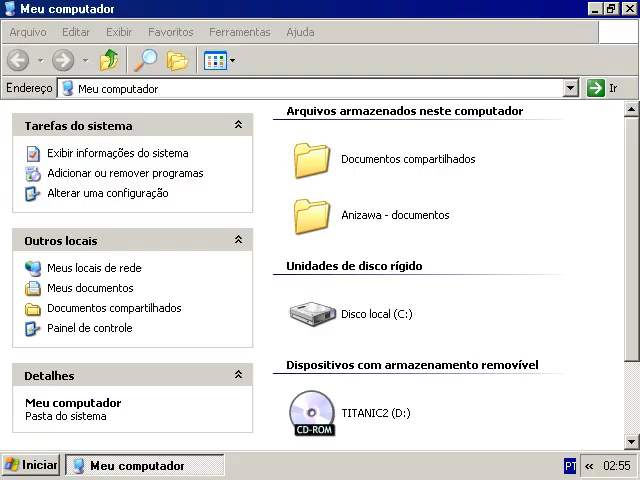 Meu computador
Arquivo Editar Exibir Favoritos Ferramentas Ajuda
Endereço Meu computador Ir
Tarefas do sistema
Exibir informações do sistema
Adicionar ou remover programas
Alterar uma configuração
Outros locais
Meus locais de rede
Meus documentos
Documentos compartilhados
Painel de controle
Detalhes
Meu computador
Pasta do sistema
Arquivos armazenados neste computador
Documentos compartilhados
Anizawa - documentos
Unidades de disco rígido
Disco local (C:)
Dispositivos com armazenamento removível
CD-ROM
TITANIC2 (D:)
Iniciar Meu computador PT « 02:55